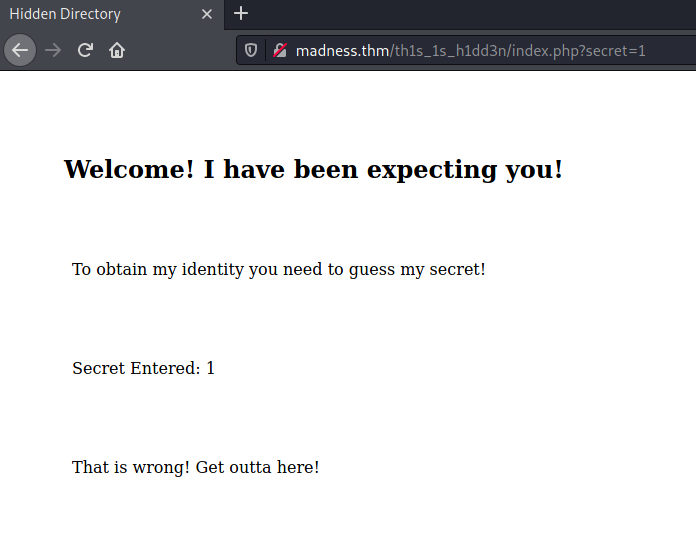 Hidden Directory
madness.thm/th1s_1s_h1dd3n/index.php?secret=1
Welcome! I have been expecting you!
To obtain my identity you need to guess my secret!
Secret Entered: 1
That is wrong! Get outta here!